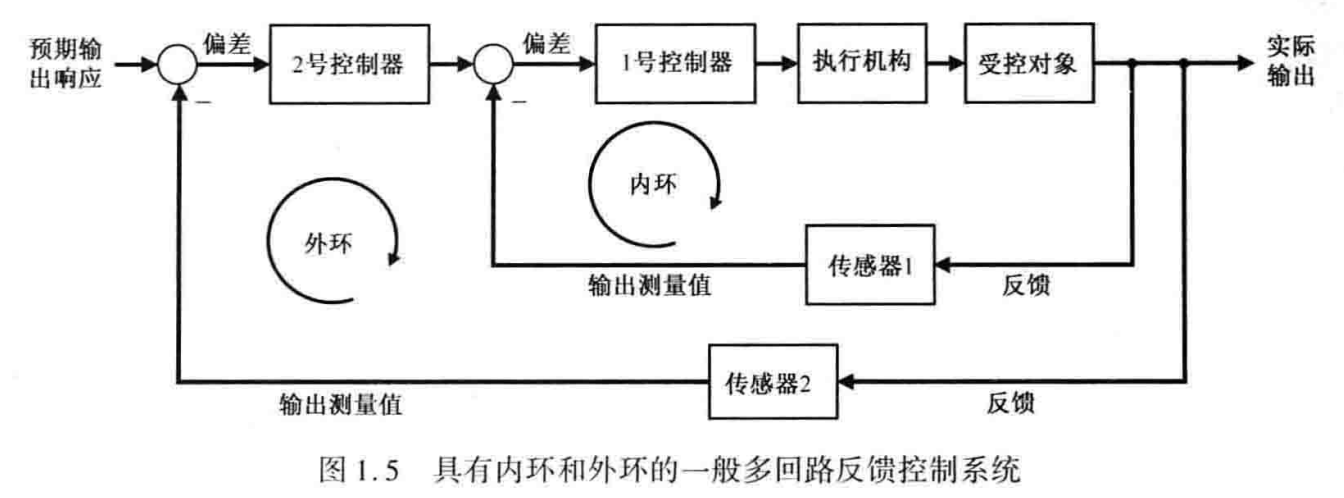 预期输
出响应
偏差
2号控制器
偏差
1号控制器
执行机构
受控对象
实际
输出
−
−
内环
外环
传感器1
输出测量值
反馈
传感器2
输出测量值
反馈
图1.5 具有内环和外环的一般多回路反馈控制系统